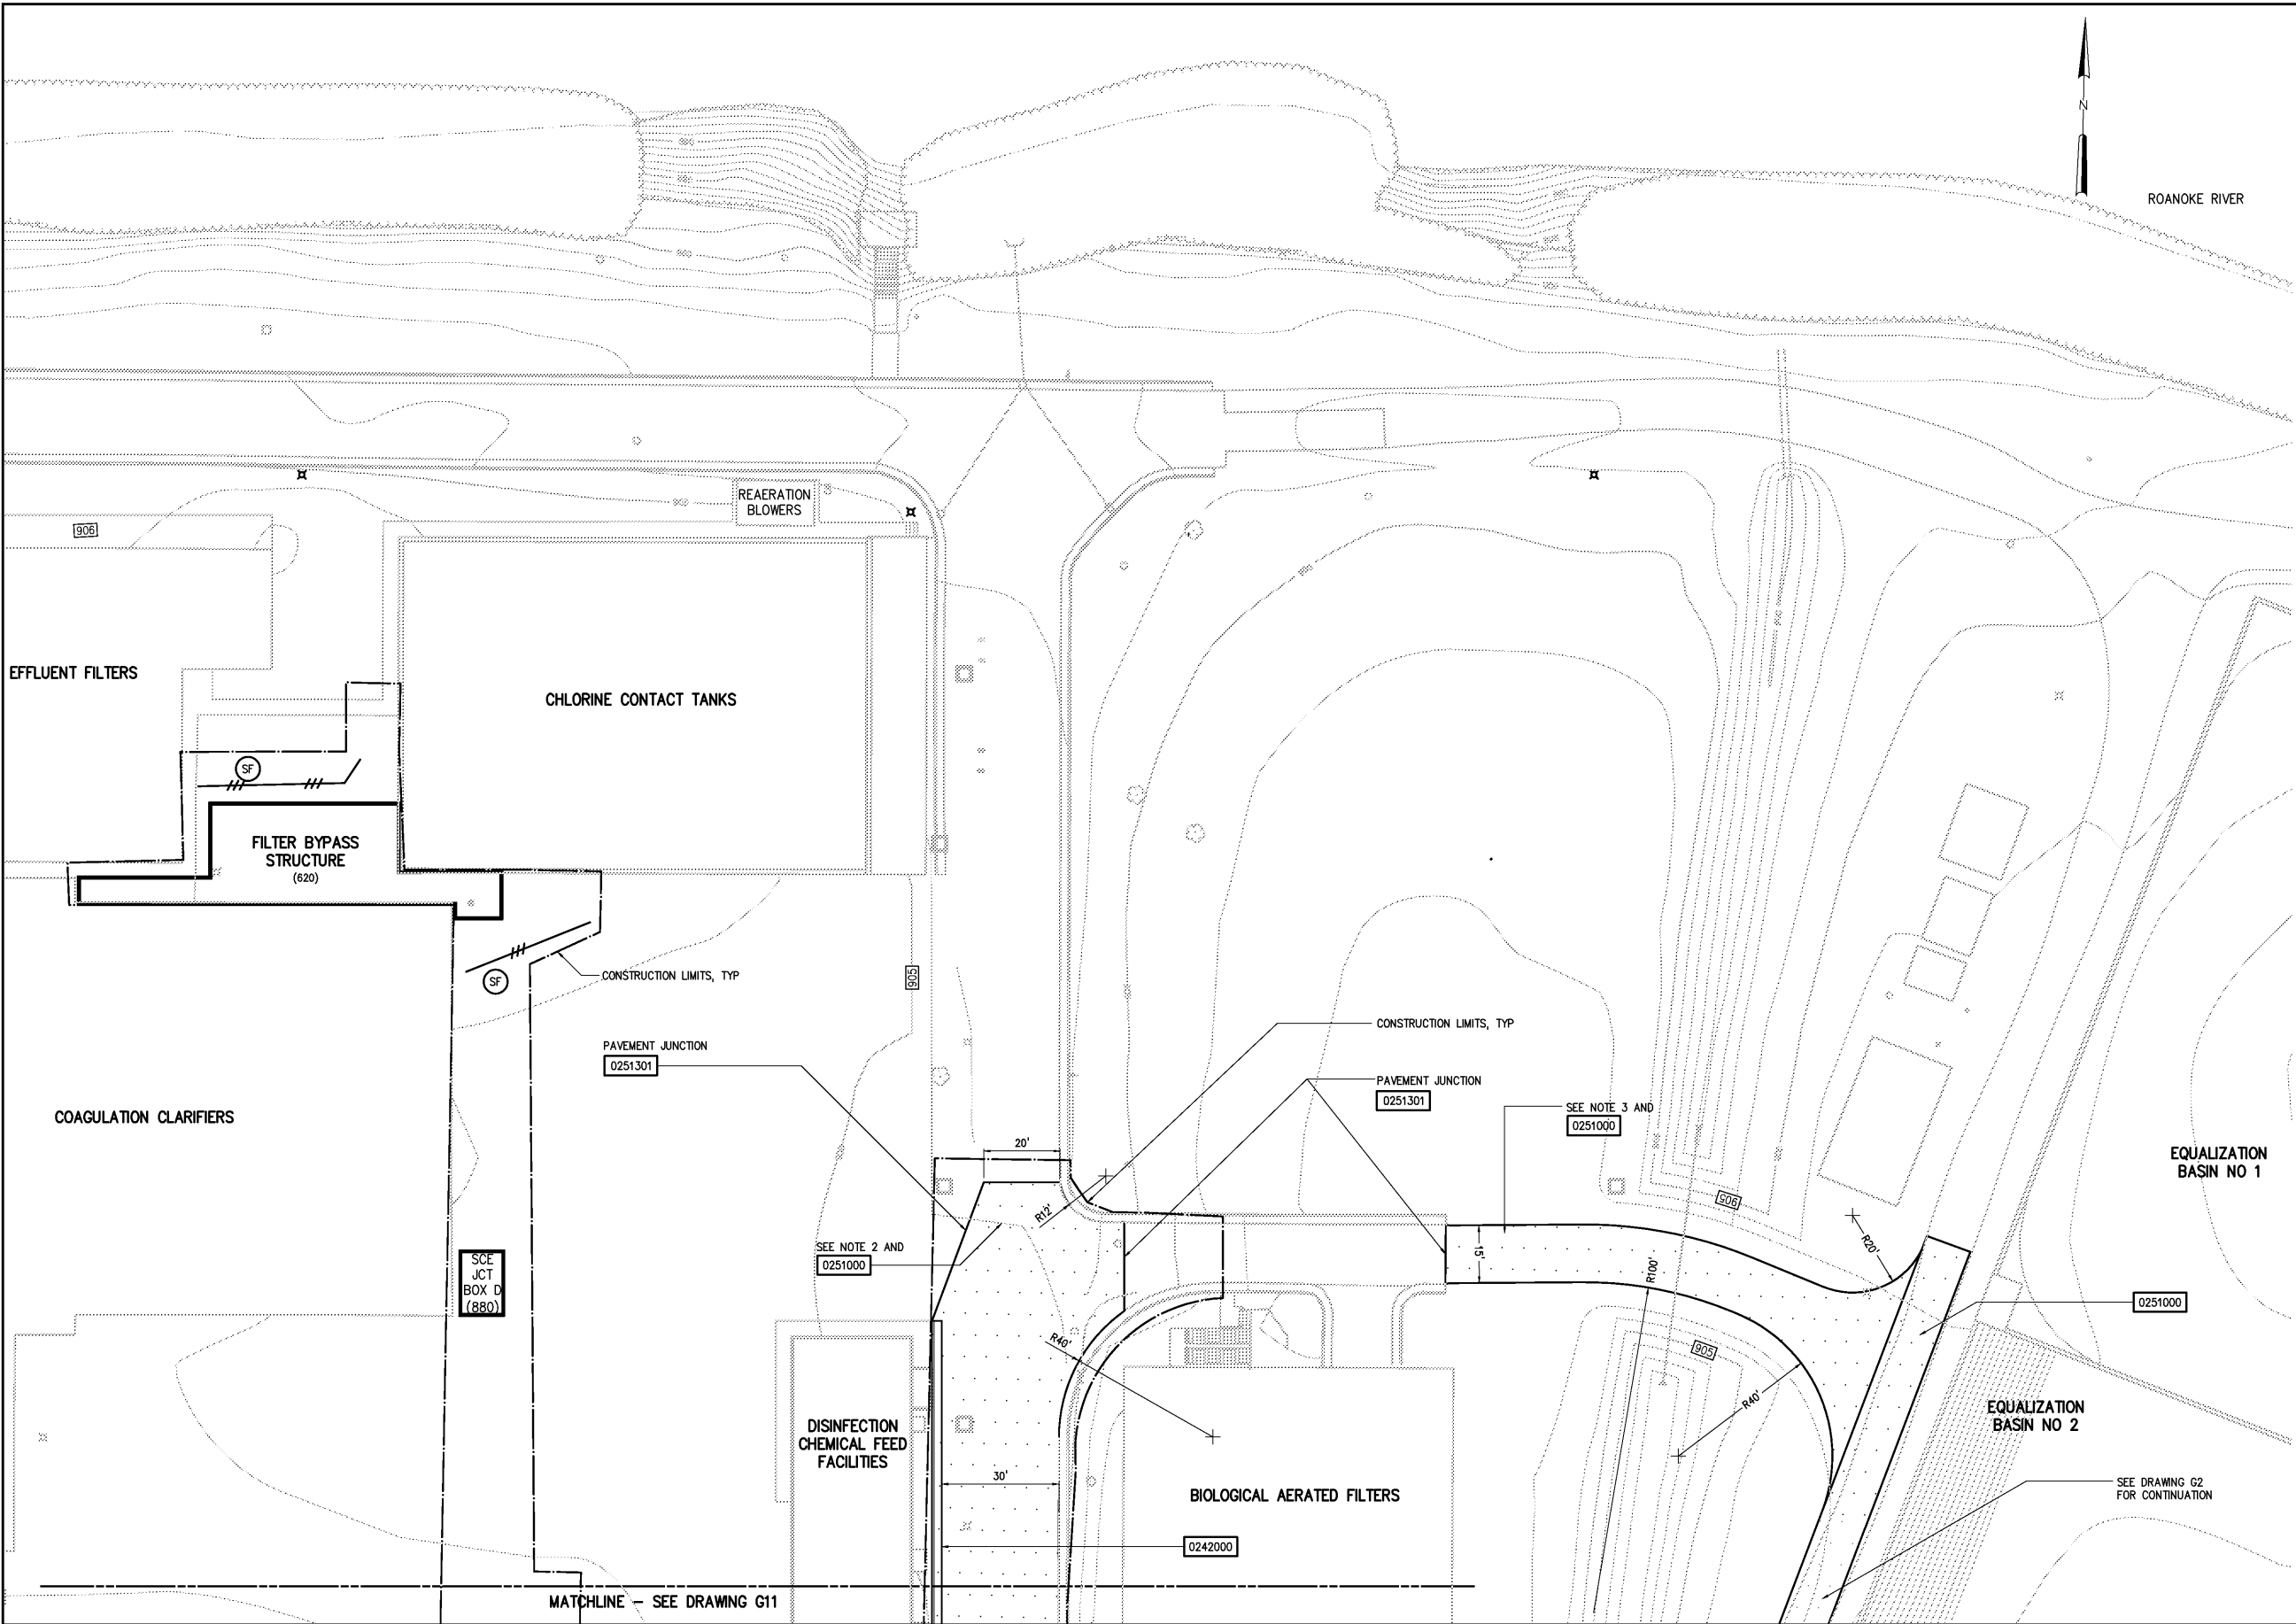 N
ROANOKE RIVER
REAERATION
BLOWERS
906
EFFLUENT FILTERS
CHLORINE CONTACT TANKS
SF
FILTER BYPASS
STRUCTURE
(620)
SF
CONSTRUCTION LIMITS, TYP
905
CONSTRUCTION LIMITS, TYP
PAVEMENT JUNCTION
0251301
PAVEMENT JUNCTION
0251301
SEE NOTE 3 AND
0251000
COAGULATION CLARIFIERS
20'
EQUALIZATION
BASIN NO 1
905
R12'
R20'
SEE NOTE 2 AND
0251000
15'
R100'
SCE
JCT
BOX D
(880)
0251000
R40'
905
R40'
EQUALIZATION
BASIN NO 2
DISINFECTION
CHEMICAL FEED
FACILITIES
30'
BIOLOGICAL AERATED FILTERS
SEE DRAWING G2
FOR CONTINUATION
0242000
MATCHLINE – SEE DRAWING G11